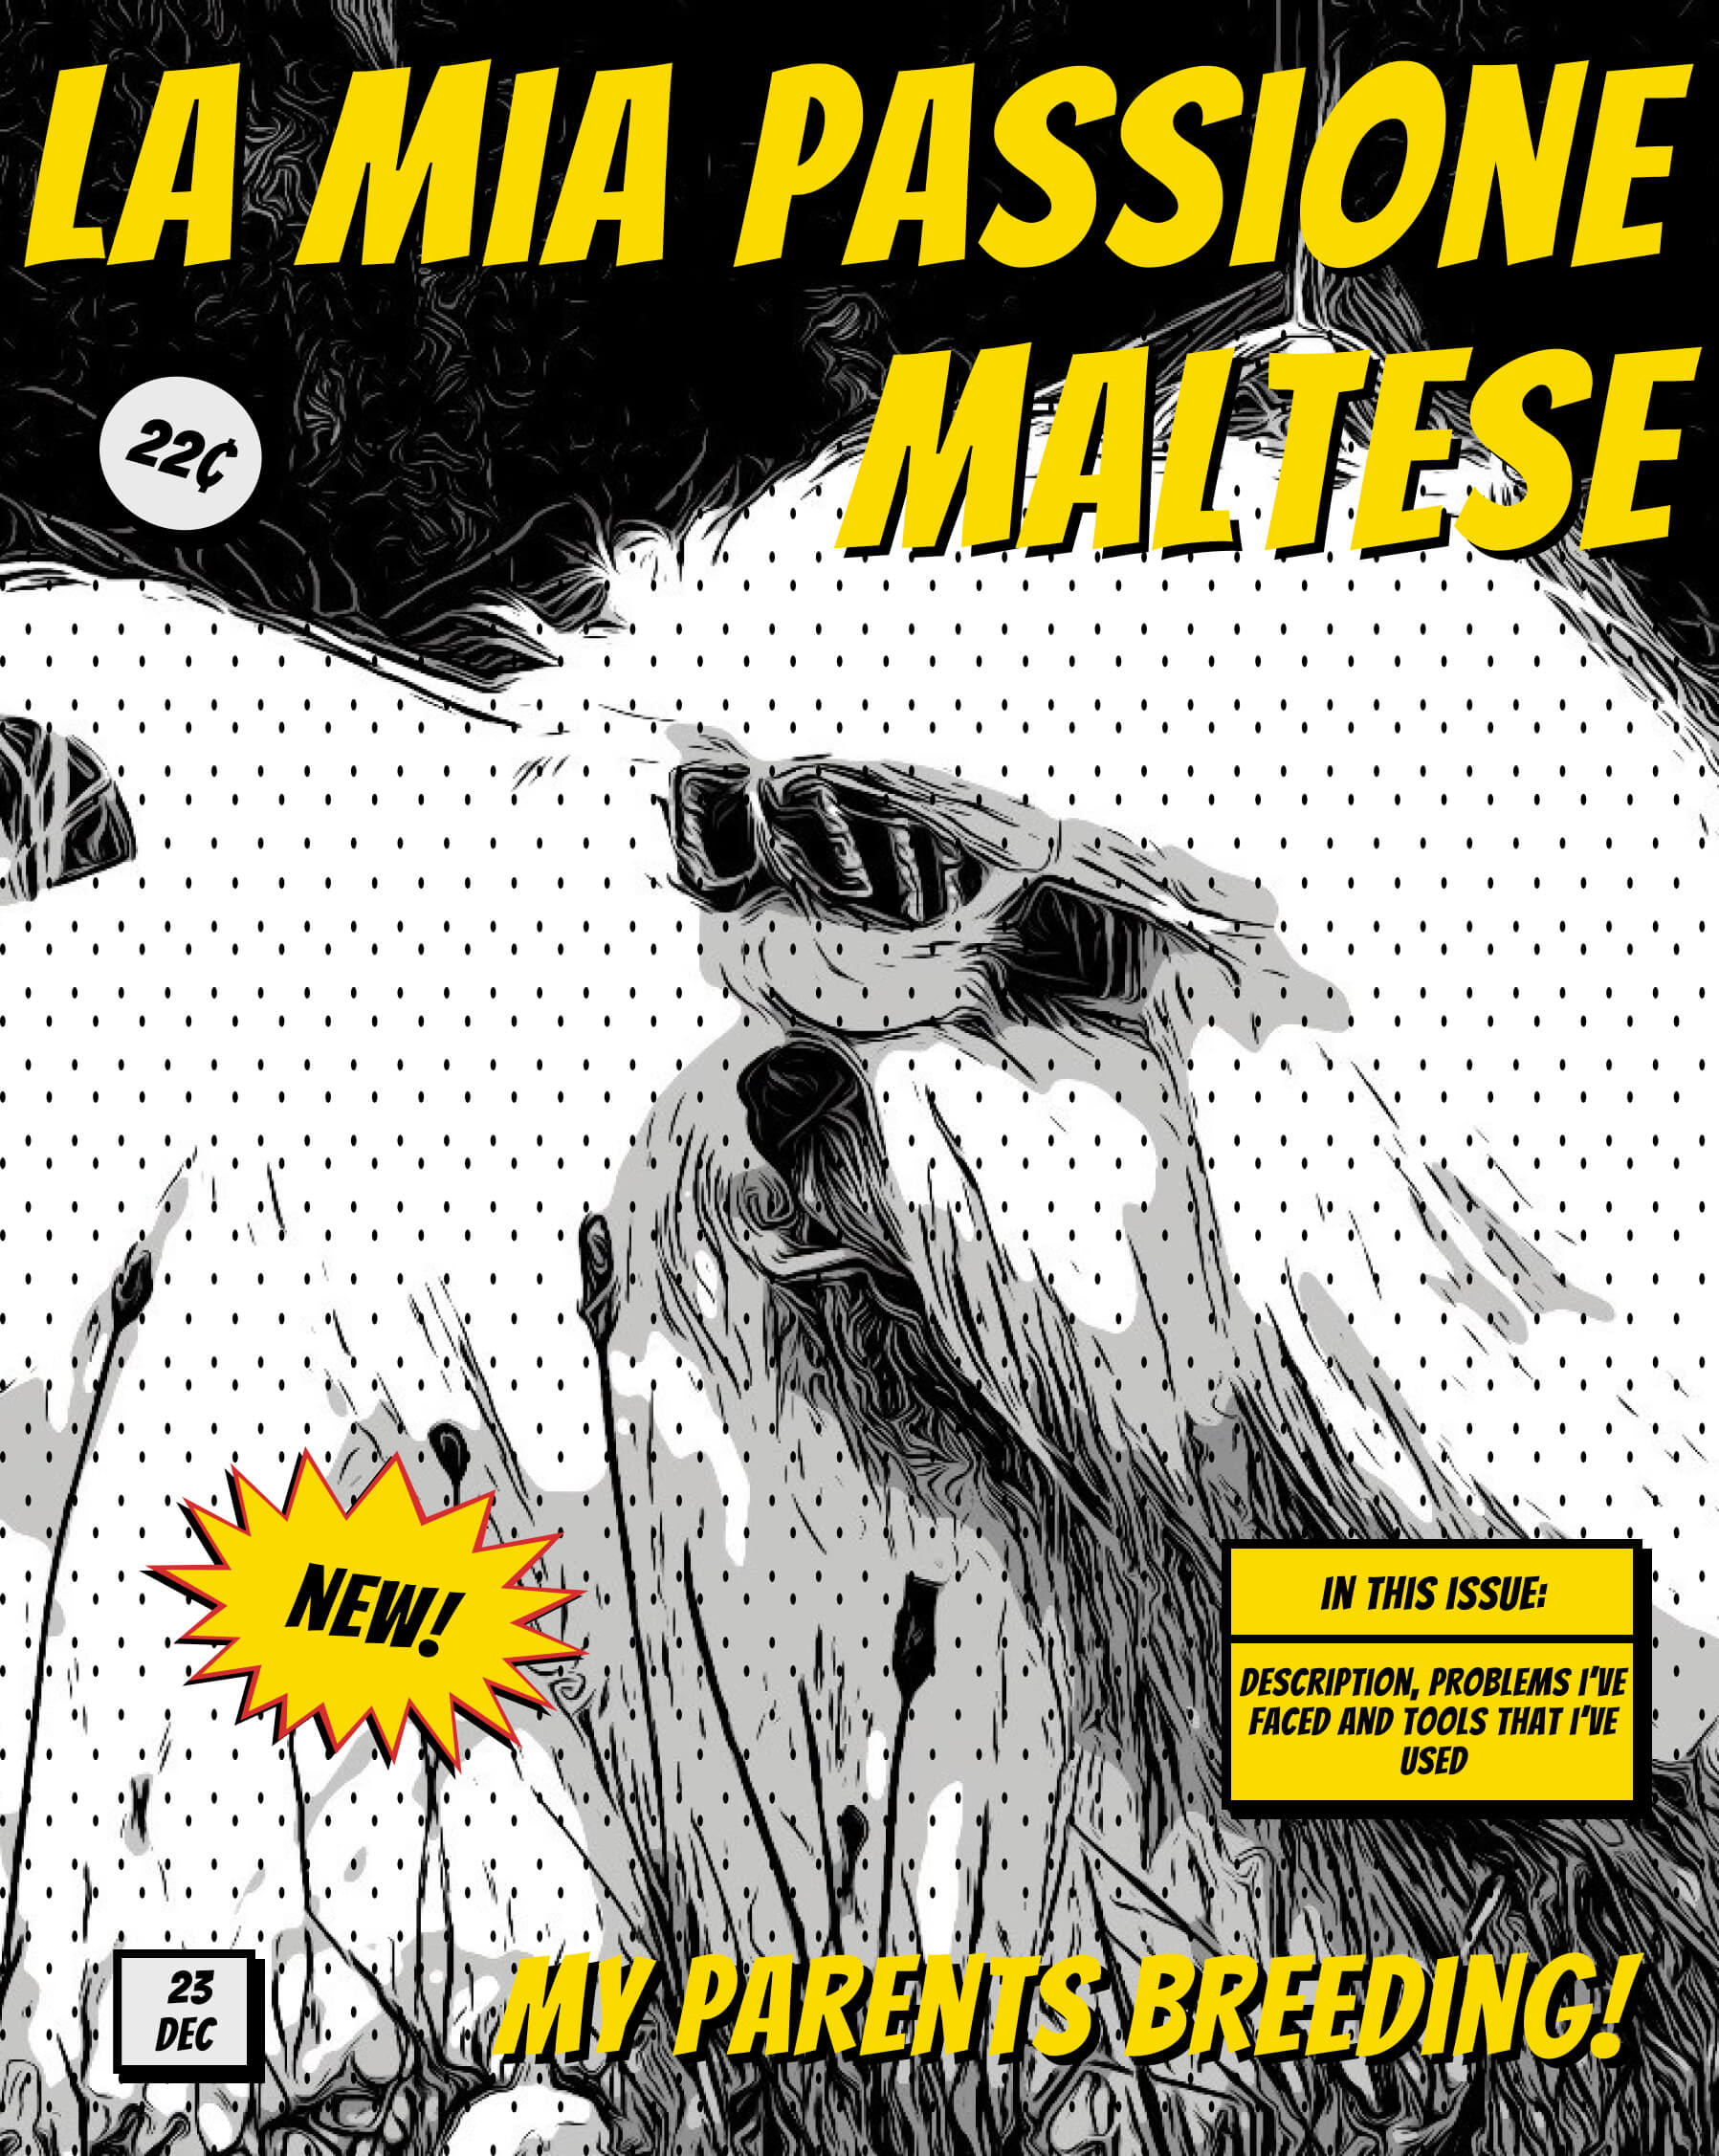 LA MIA PASSIONE
MALTESE
22¢
NEW!
IN THIS ISSUE:
DESCRIPTION, PROBLEMS I'VE
FACED AND TOOLS THAT I'VE
USED
23
DEC
MY PARENTS BREEDING!